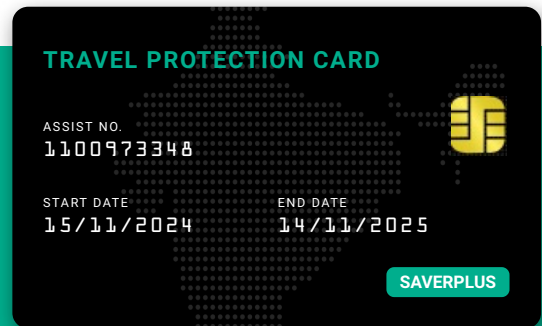 TRAVEL PROTECTION CARD
ASSIST NO.
1100973348
START DATE
15/11/2024
END DATE
14/11/2025
SAVERPLUS